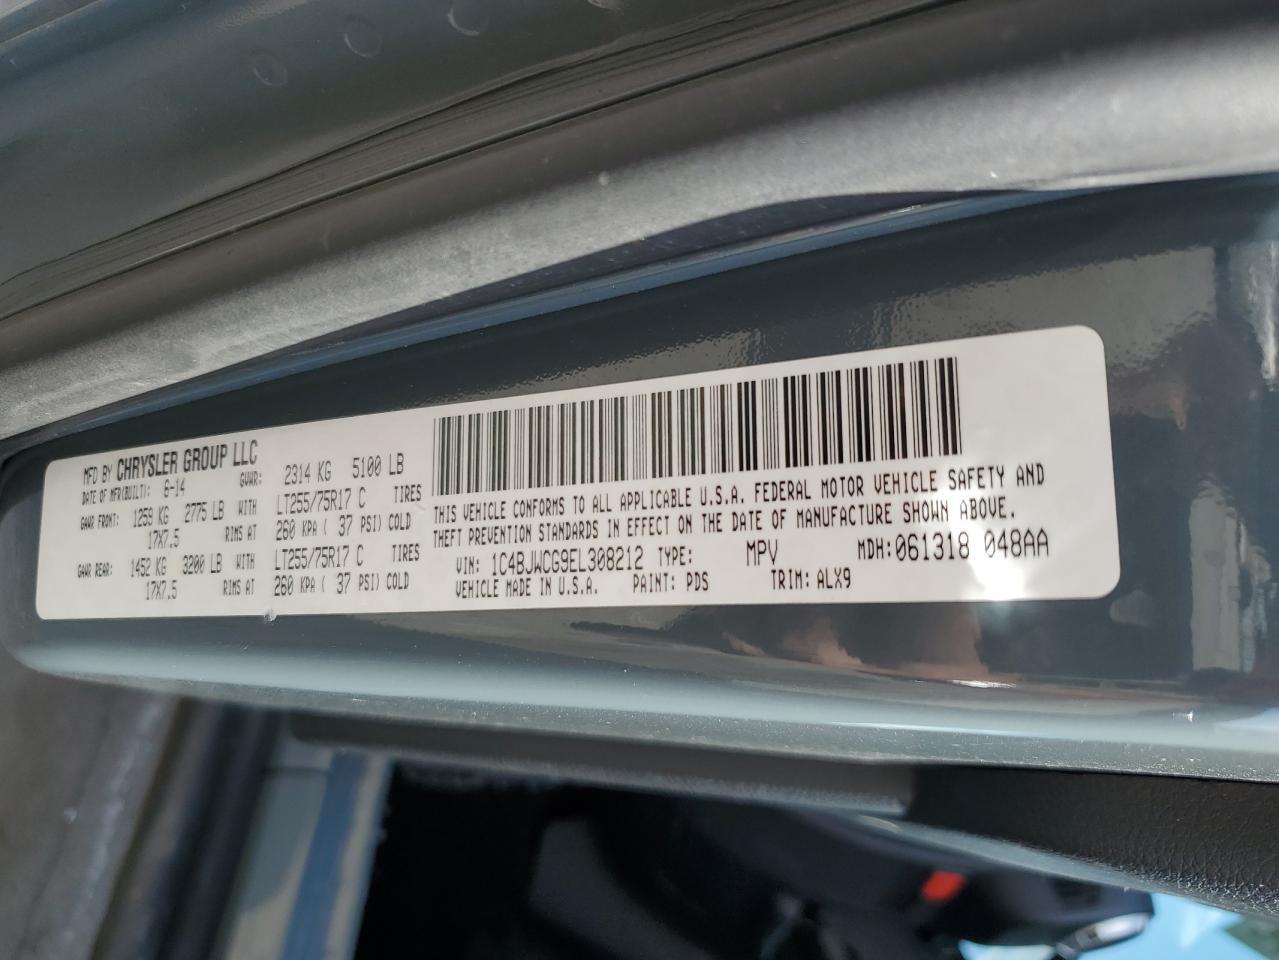 MFD BY CHRYSLER GROUP LLC
DATE OF MFR(BUILT): 6-14 GVWR: 2314 KG 5100 LB
GAWR FRONT: 1259 KG 2775 LB WITH LT255/75R17 C TIRES
17X7.5 RIMS AT 260 KPA ( 37 PSI) COLD
GAWR REAR: 1452 KG 3200 LB WITH LT255/75R17 C TIRES
17X7.5 RIMS AT 260 KPA ( 37 PSI) COLD
THIS VEHICLE CONFORMS TO ALL APPLICABLE U.S.A. FEDERAL MOTOR VEHICLE SAFETY AND
THEFT PREVENTION STANDARDS IN EFFECT ON THE DATE OF MANUFACTURE SHOWN ABOVE.
VIN: 1C4BJWCG9EL308212 TYPE: MPV MDH:061318 048AA
VEHICLE MADE IN U.S.A. PAINT: PDS TRIM: ALX9